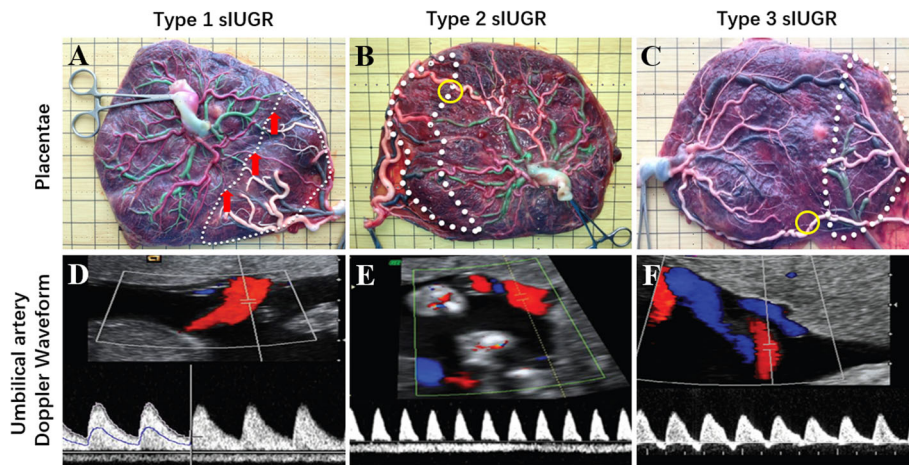 Type 1 sIUGR
Type 2 sIUGR
Type 3 sIUGR
Placentae
A
B
C
Umbilical artery
Doppler Waveform
D
E
F